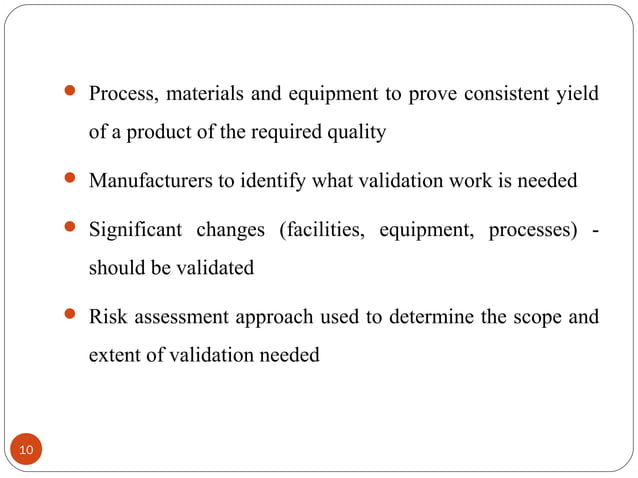 Process, materials and equipment to prove consistent yield
of a product of the required quality
Manufacturers to identify what validation work is needed
Significant changes (facilities, equipment, processes) -
should be validated
Risk assessment approach used to determine the scope and
extent of validation needed
10